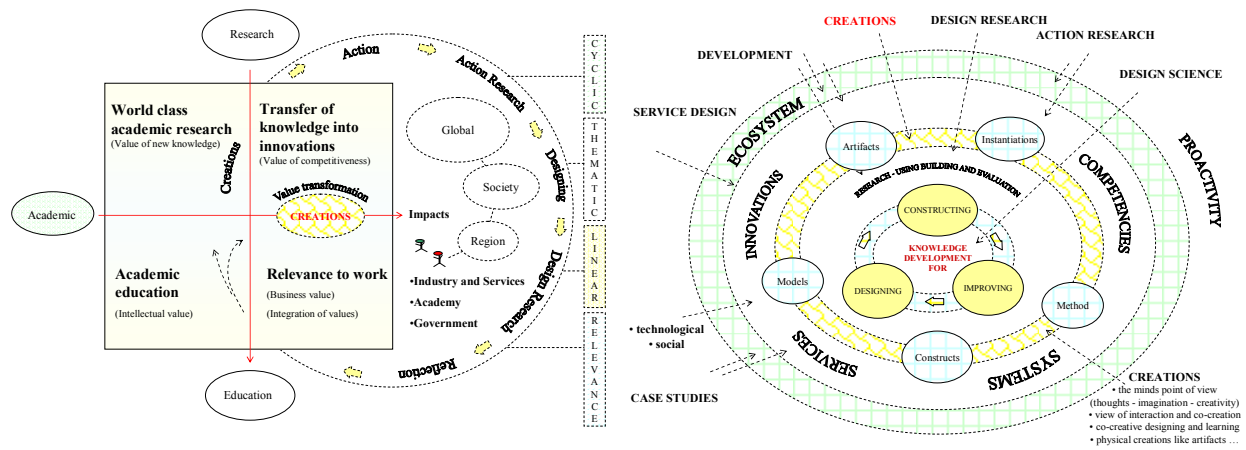 Research
Action
Action Research
Designing
Design Research
Reflection
World class
academic research
(Value of new knowledge)
Transfer of
knowledge into
innovations
(Value of competitiveness)
Creations
Value transformation
CREATIONS
Academic
Impacts
Global
Society
Region
•Industry and Services
•Academy
•Government
Academic
education
(Intellectual value)
Relevance to work
(Business value)
(Integration of values)
Education
CYCLIC
THEMATIC
LINEAR
RELEVANCE
CREATIONS
DESIGN RESEARCH
ACTION RESEARCH
DEVELOPMENT
DESIGN SCIENCE
SERVICE DESIGN
ECOSYSTEM
PROACTIVITY
Artifacts
Instantiations
INNOVATIONS
COMPETENCIES
RESEARCH - USING BUILDING AND EVALUATION
CONSTRUCTING
KNOWLEDGE
DEVELOPMENT
FOR
DESIGNING
IMPROVING
Models
Method
Constructs
SERVICES
SYSTEMS
• technological
• social
CASE STUDIES
CREATIONS
• the minds point of view
(thoughts - imagination - creativity)
• view of interaction and co-creation
• co-creative designing and learning
• physical creations like artifacts ...